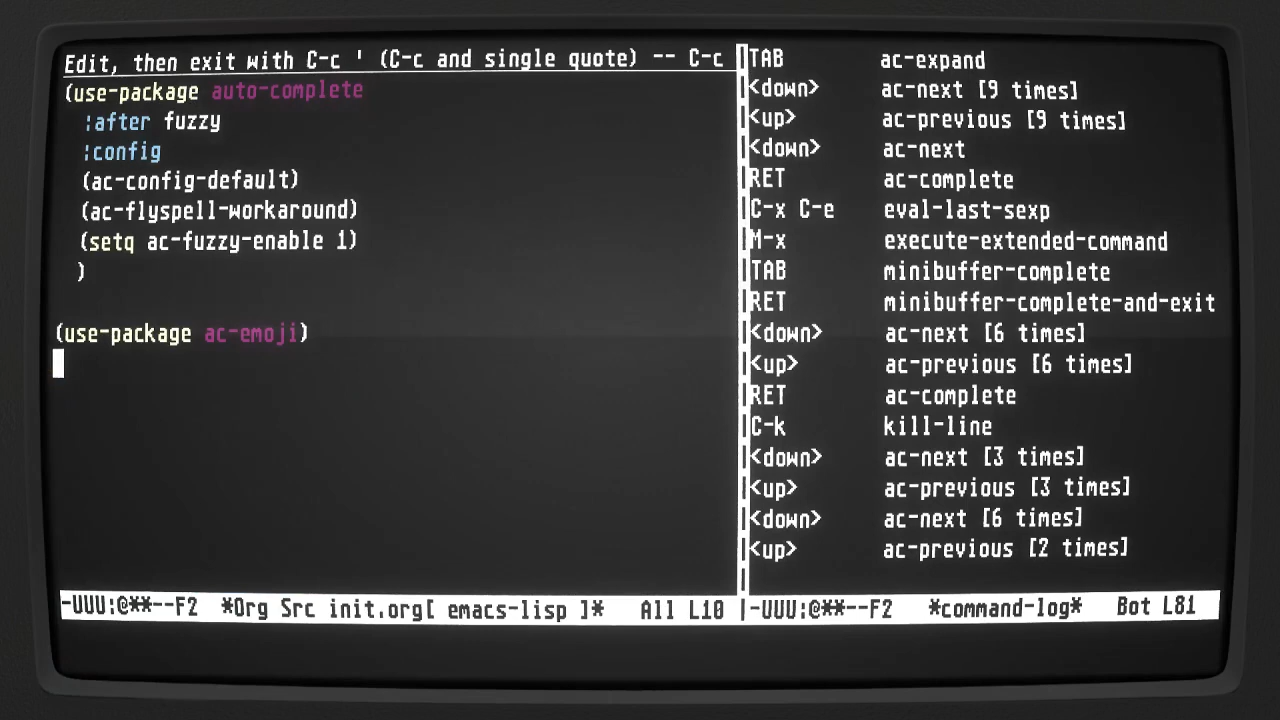 Edit, then exit with C-c ' (C-c and single quote) -- C-c
(use-package auto-complete
:after fuzzy
:config
(ac-config-default)
(ac-flyspell-workaround)
(setq ac-fuzzy-enable 1)
)
(use-package ac-emoji)
-UUU:@**--F2 *Org Src init.org[ emacs-lisp ]* All L10
TAB ac-expand
<down> ac-next [9 times]
<up> ac-previous [9 times]
<down> ac-next
RET ac-complete
C-x C-e eval-last-sexp
M-x execute-extended-command
TAB minibuffer-complete
RET minibuffer-complete-and-exit
<down> ac-next [6 times]
<up> ac-previous [6 times]
RET ac-complete
C-k kill-line
<down> ac-next [3 times]
<up> ac-previous [3 times]
<down> ac-next [6 times]
<up> ac-previous [2 times]
|-UUU:@**--F2 *command-log* Bot L81